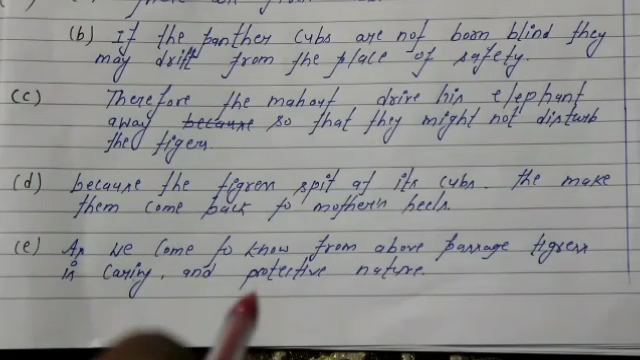 (b) If the panther cubs are not born blind they
may drift from the place of safety.
(c) Therefore the mahout drive his elephant
away because so that they might not disturb
the tigers
(d) because the tigress spit at its cubs. The make
them come back to mother's heels.
(e) As we come to know from above passage tigress
is caring, and protective nature.